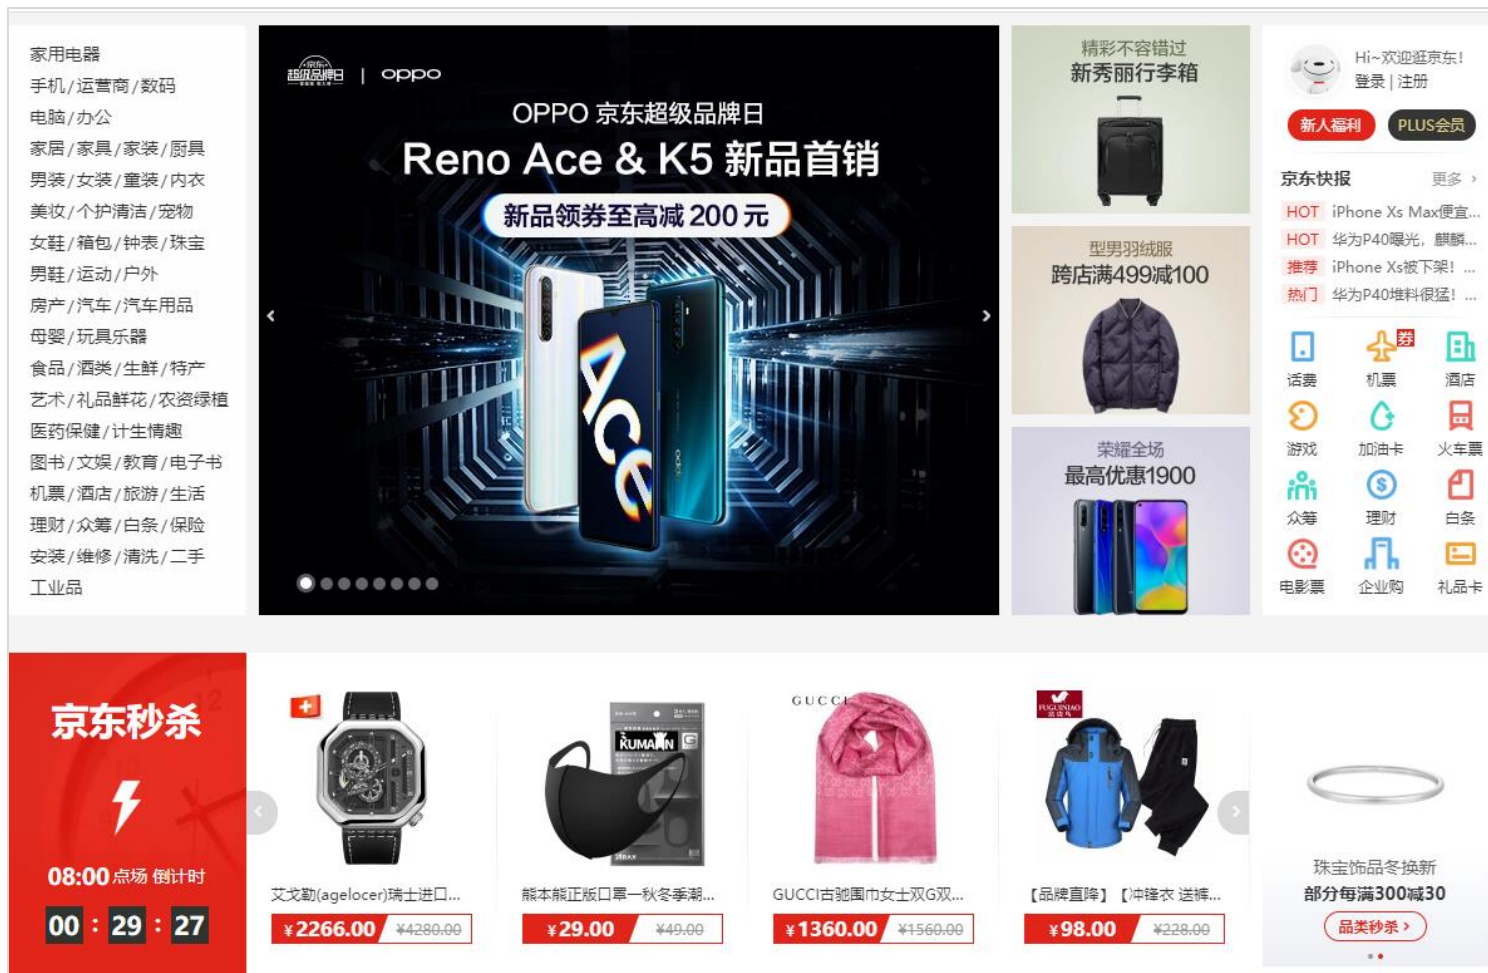 家用电器
手机/运营商/数码
电脑/办公
家居/家具/家装/厨具
男装/女装/童装/内衣
美妆/个护清洁/宠物
女鞋/箱包/钟表/珠宝
男鞋/运动/户外
房产/汽车/汽车用品
母婴/玩具乐器
食品/酒类/生鲜/特产
艺术/礼品鲜花/农资绿植
医药保健/计生情趣
图书/文娱/教育/电子书
机票/酒店/旅游/生活
理财/众筹/白条/保险
安装/维修/清洗/二手
工业品
京东
超级品牌日 | oppo
OPPO 京东超级品牌日
Reno Ace & K5 新品首销
新品领券至高减 200 元
ACE
oppo
精彩不容错过
新秀丽行李箱
型男羽绒服
跨店满499减100
荣耀全场
最高优惠1900
Hi~欢迎逛京东！
登录 | 注册
新人福利 PLUS会员
京东快报 更多 >
HOT iPhone Xs Max便宜...
HOT 华为P40曝光，麒麟...
推荐 iPhone Xs被下架！...
热门 华为P40堆料很猛！...
券
话费 机票 酒店
游戏 加油卡 火车票
众筹 理财 白条
电影票 企业购 礼品卡
京东秒杀
08:00 点场 倒计时
00 : 29 : 27
艾戈勒(agelocer)瑞士进口...
¥2266.00 ¥4280.00
KUMAMON
熊本熊正版口罩一秋冬季潮...
¥29.00 ¥49.00
GUCCI
GUCCI古驰围巾女士双G双...
¥1360.00 ¥1560.00
FUGUINIAO
富贵鸟
【品牌直降】【冲锋衣 送裤...
¥98.00 ¥228.00
珠宝饰品冬换新
部分每满300减30
品类秒杀 >